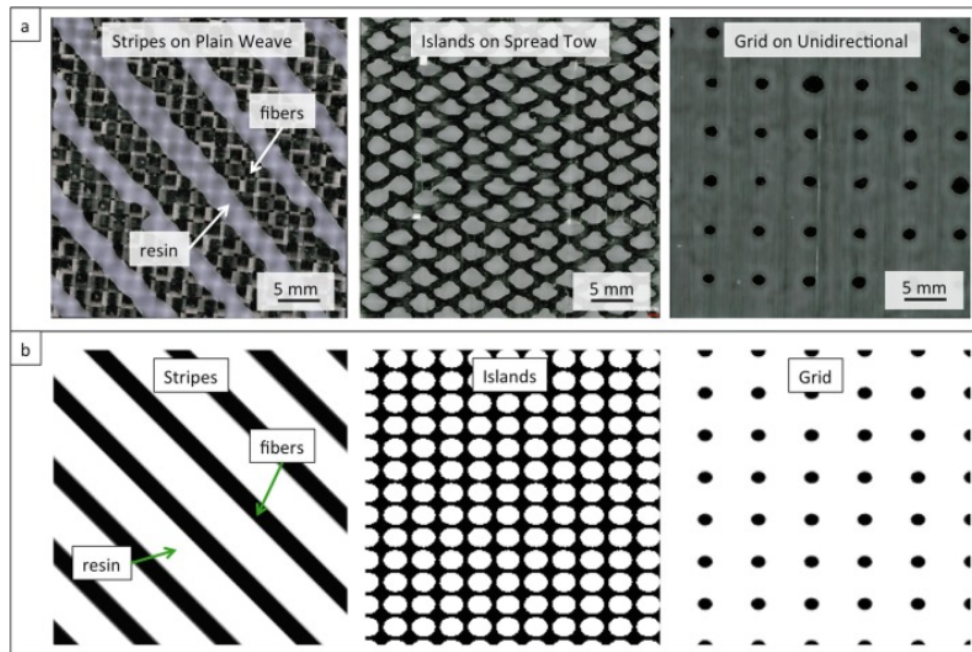 a
Stripes on Plain Weave
Islands on Spread Tow
Grid on Unidirectional
fibers
resin
5 mm
5 mm
5 mm
b
Stripes
Islands
Grid
fibers
resin